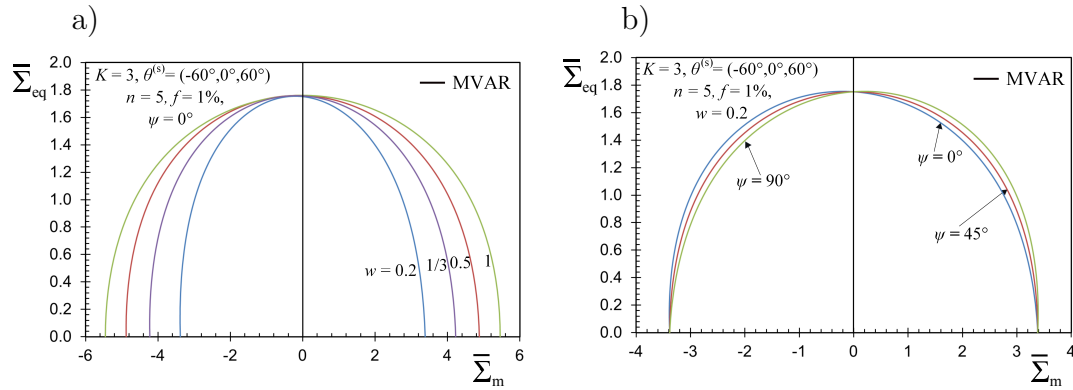 a)
Σ̅eq
K = 3, θ(s)= (-60°,0°,60°)
n = 5, f = 1%,
ψ = 0°
MVAR
2.0
1.8
1.6
1.4
1.2
1.0
0.8
0.6
0.4
0.2
0.0
w = 0.2 1/3 0.5 1
-6 -4 -2 0 2 4 6
Σ̅m
b)
Σ̅eq
K = 3, θ(s)= (-60°,0°,60°)
n = 5, f = 1%,
w = 0.2
MVAR
2.0
1.8
1.6
1.4
1.2
1.0
0.8
0.6
0.4
0.2
0.0
ψ = 90°
ψ = 0°
ψ = 45°
-4 -3 -2 -1 0 1 2 3 4
Σ̅m